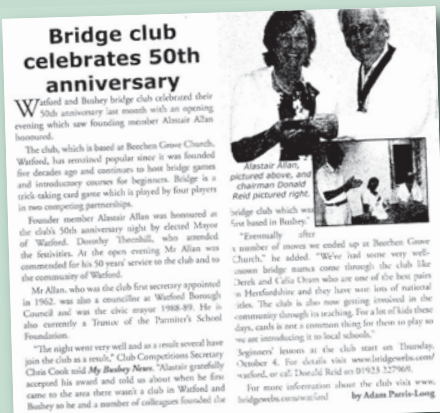 Bridge club
celebrates 50th
anniversary
Watford and Bushey bridge club celebrated their
50th anniversary last month with an opening
evening which saw founding member Alastair Allan
honoured.
The club, which is based at Beechen Grove Church,
Watford, has remained popular since it was founded
five decades ago and continues to host bridge games
and introductory courses for beginners. Bridge is a
trick-taking card game which is played by four players
in two competing partnerships.
Founder member Alastair Allan was honoured at
the club's 50th anniversary night by elected Mayor
of Watford, Dorothy Thornhill, who attended
the festivities. At the open evening Mr Allan was
commended for his 50 years' service to the club and to
the community of Watford.
Mr Allan, who was the club first secretary appointed
in 1962, was also a councillor at Watford Borough
Council and was the civic mayor 1988-89. He is
also currently a Trustee of the Parmiter's School
Foundation.
"The night went very well and as a result several have
join the club as a result," Club Competitions Secretary
Chris Cook told My Bushey News. "Alastair gratefully
accepted his award and told us about when he first
came to the area there wasn't a club in Watford and
Bushey so he and a number of colleagues founded the
Alastair Allan,
pictured above, and
chairman Donald
Reid pictured right.
bridge club which was
first based in Bushey."
"Eventually after
a number of moves we ended up at Beechen Grove
Church," he added. "We've had some very well-
known bridge names come through the club like
Derek and Celia Oram who are one of the best pairs
in Hertfordshire and they have won lots of national
titles. The club is also now getting involved in the
community through its teaching. For a lot of kids these
days, cards is not a common thing for them to play so
we are introducing it to local schools."
Beginners' lessons at the club start on Thursday,
October 4. For details visit www.bridgewebs.com/
watford, or call Donald Reid on 01923 227969.
For more information about the club visit www.
bridgewebs.com/watford by Adam Parris-Long